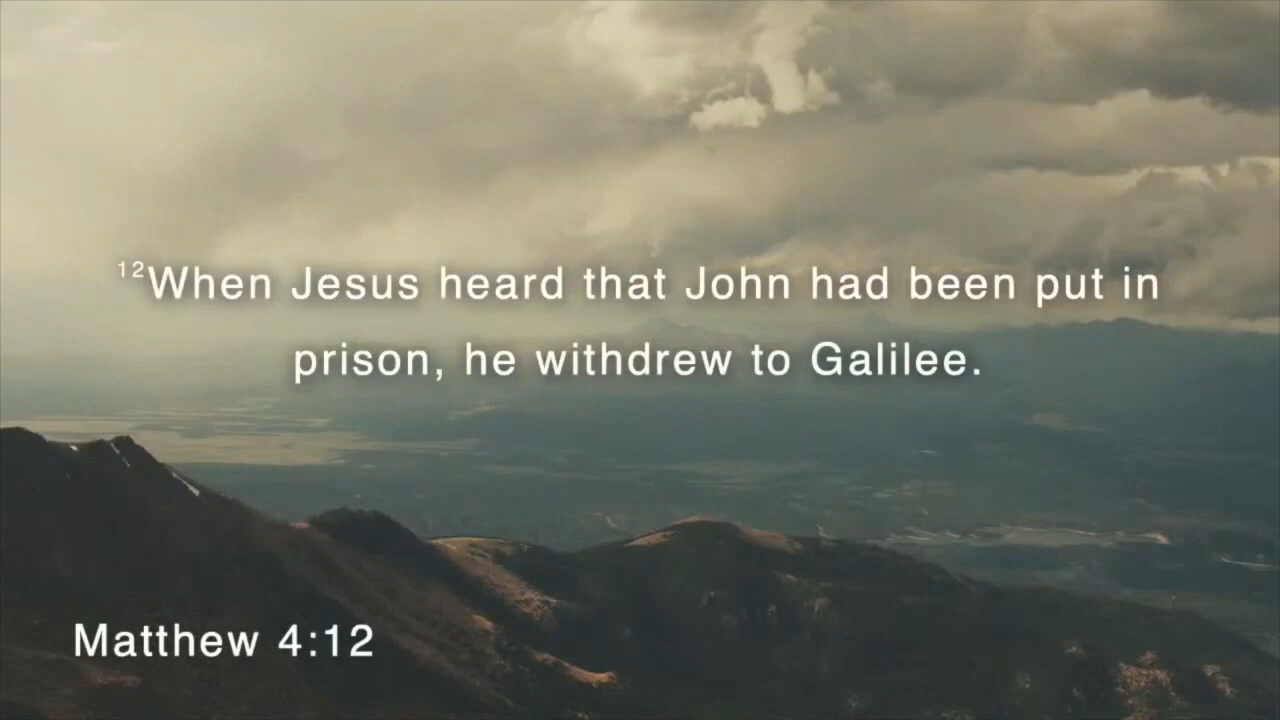 12When Jesus heard that John had been put in
prison, he withdrew to Galilee.
Matthew 4:12